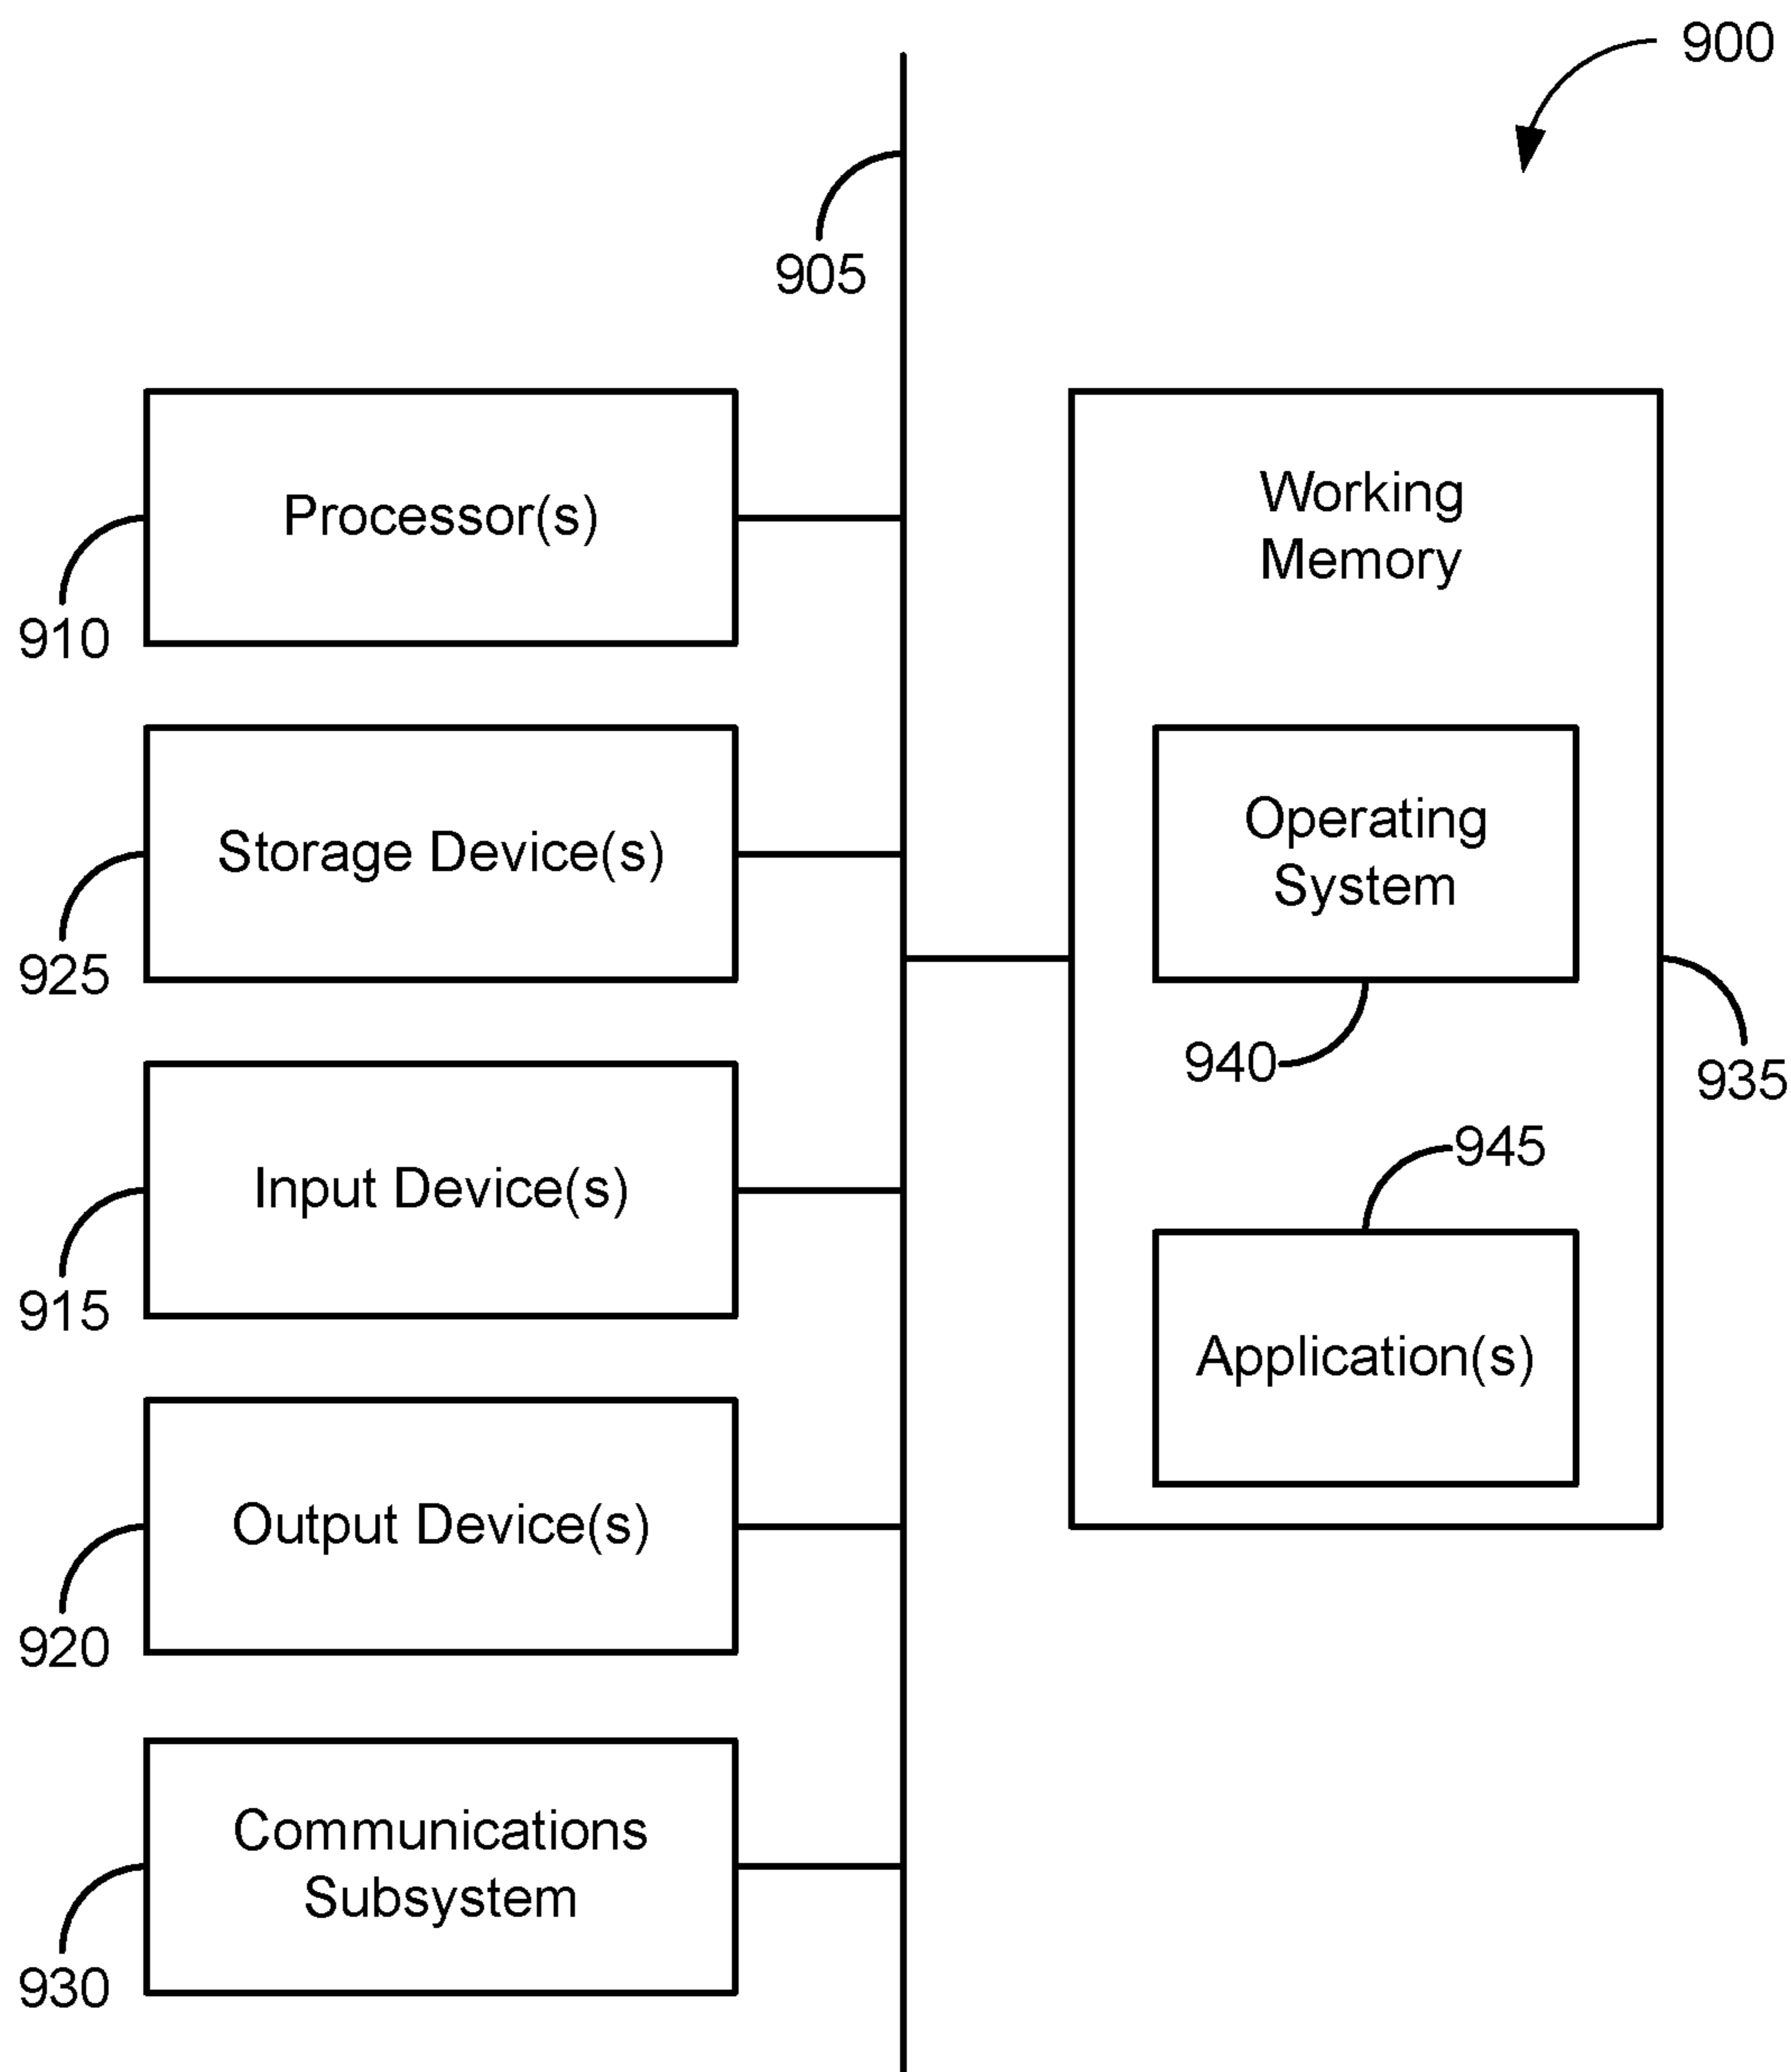 900
905
Processor(s)
910
Storage Device(s)
925
Input Device(s)
915
Output Device(s)
920
Communications
Subsystem
930
Working
Memory
Operating
System
940
935
945
Application(s)